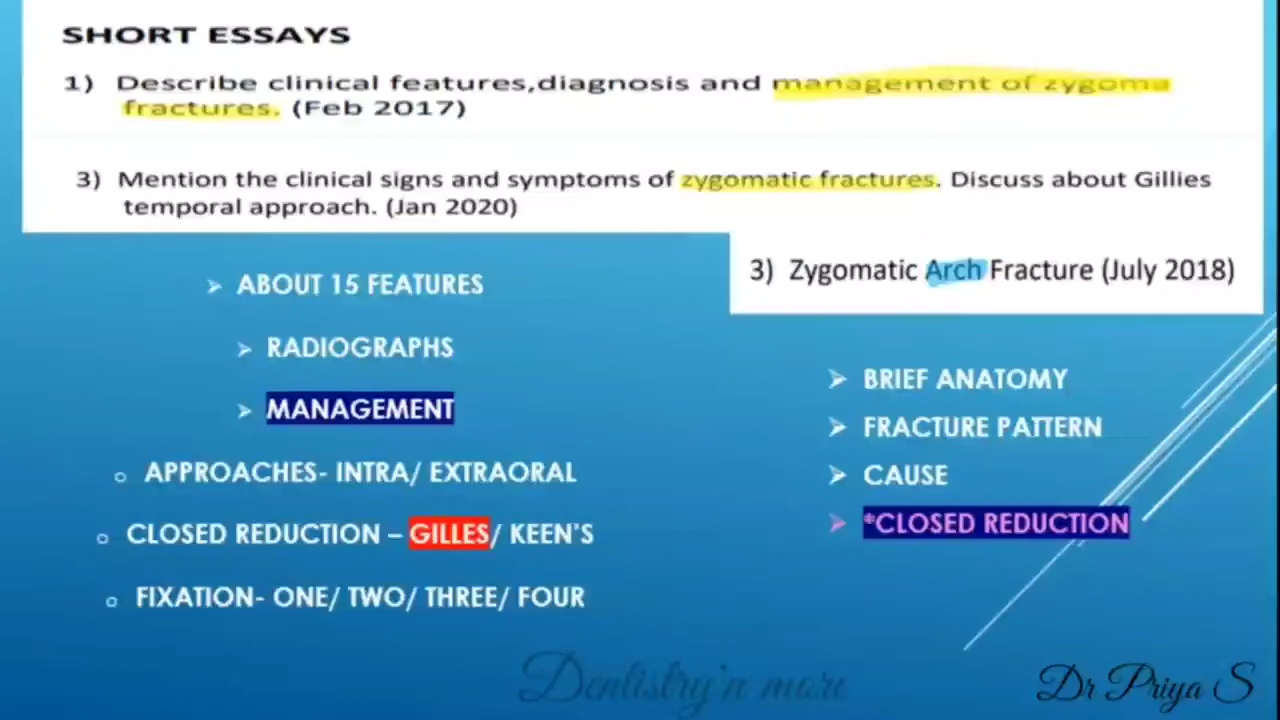 SHORT ESSAYS
1) Describe clinical features,diagnosis and management of zygoma
fractures. (Feb 2017)
3) Mention the clinical signs and symptoms of zygomatic fractures. Discuss about Gillies
temporal approach. (Jan 2020)
3) Zygomatic Arch Fracture (July 2018)
➢ ABOUT 15 FEATURES
➢ RADIOGRAPHS
➢ MANAGEMENT
o APPROACHES- INTRA/ EXTRAORAL
o CLOSED REDUCTION – GILLES/ KEEN'S
o FIXATION- ONE/ TWO/ THREE/ FOUR
➢ BRIEF ANATOMY
➢ FRACTURE PATTERN
➢ CAUSE
➢ *CLOSED REDUCTION
Dentistry'n more
Dr Priya S